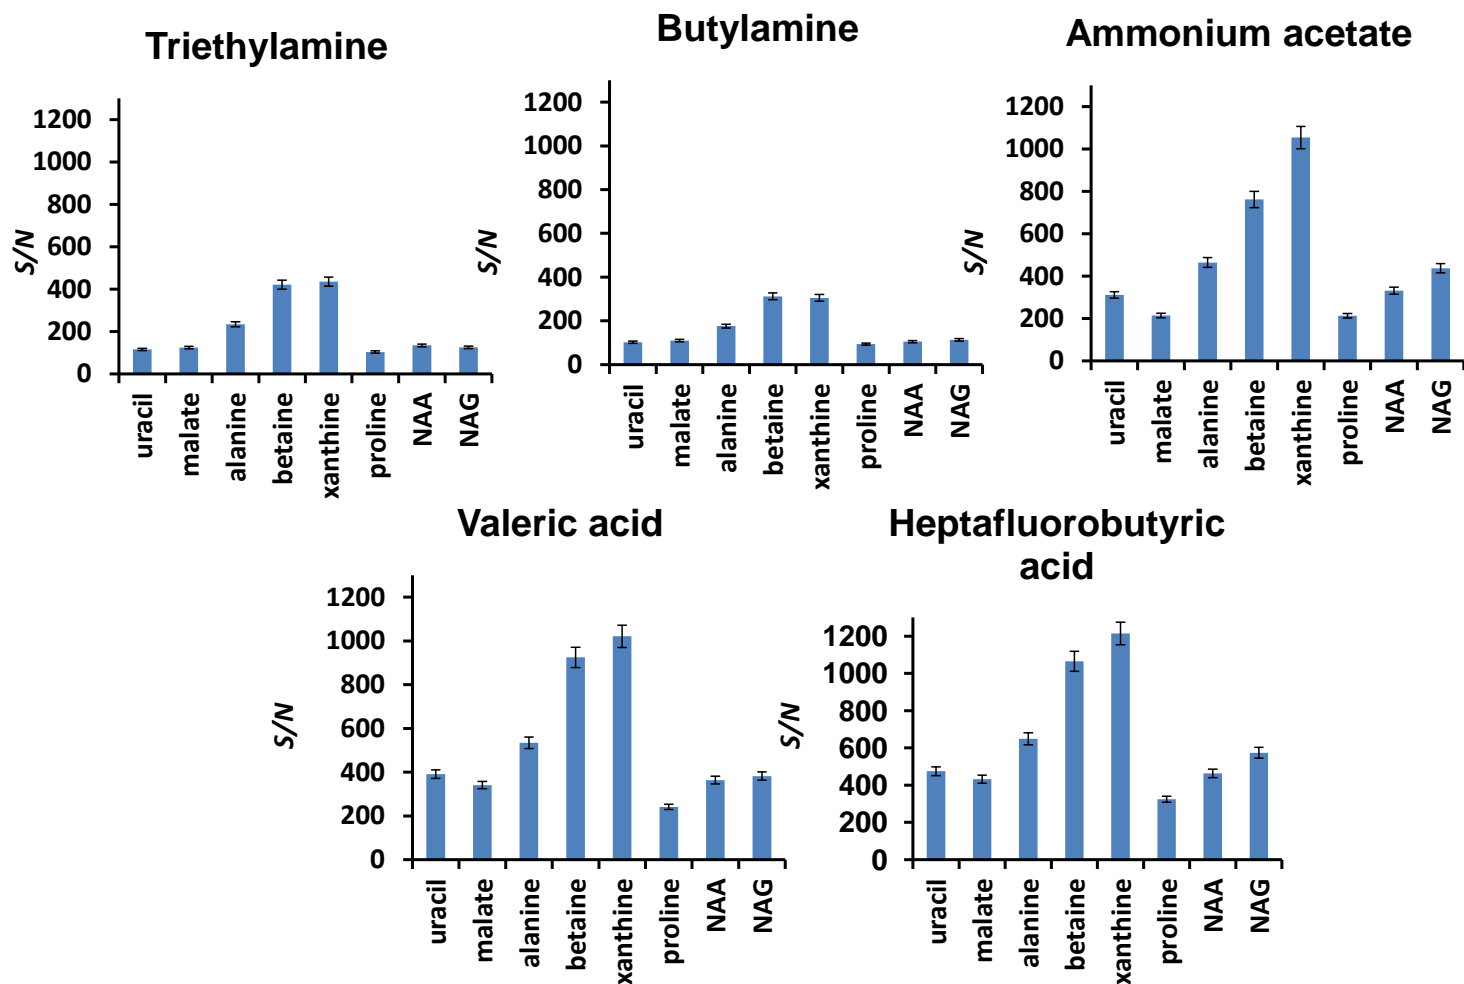 Triethylamine
1200
1000
800
600
400
200
0
S/N
uracil
malate
alanine
betaine
xanthine
proline
NAA
NAG
Butylamine
1200
1000
800
600
400
200
0
S/N
uracil
malate
alanine
betaine
xanthine
proline
NAA
NAG
Ammonium acetate
1200
1000
800
600
400
200
0
S/N
uracil
malate
alanine
betaine
xanthine
proline
NAA
NAG
Valeric acid
1200
1000
800
600
400
200
0
S/N
uracil
malate
alanine
betaine
xanthine
proline
NAA
NAG
Heptafluorobutyric
acid
1200
1000
800
600
400
200
0
S/N
uracil
malate
alanine
betaine
xanthine
proline
NAA
NAG